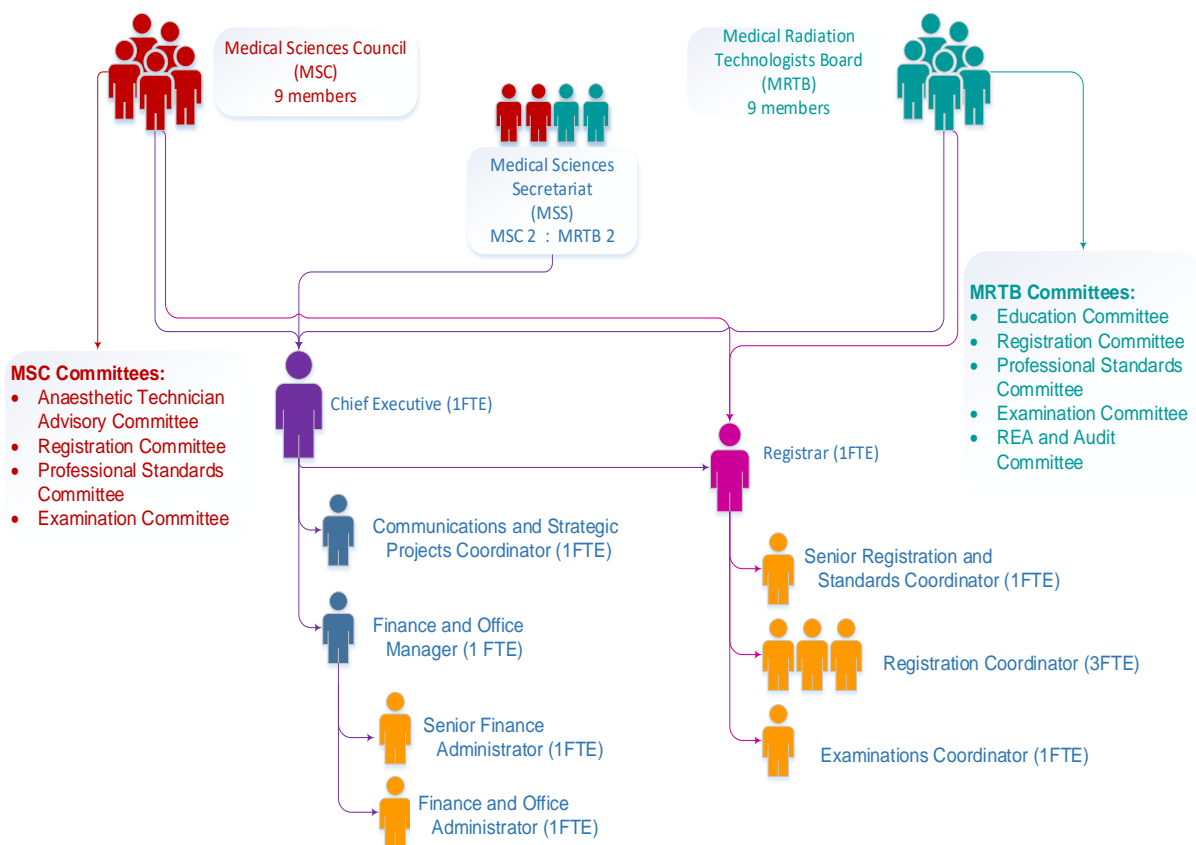 Medical Sciences Council
(MSC)
9 members
Medical Radiation
Technologists Board
(MRTB)
9 members
Medical Sciences
Secretariat
(MSS)
MSC 2 : MRTB 2
MSC Committees:
• Anaesthetic Technician
Advisory Committee
• Registration Committee
• Professional Standards
Committee
• Examination Committee
MRTB Committees:
• Education Committee
• Registration Committee
• Professional Standards
Committee
• Examination Committee
• REA and Audit
Committee
Chief Executive (1FTE)
Registrar (1FTE)
Communications and Strategic
Projects Coordinator (1FTE)
Finance and Office
Manager (1 FTE)
Senior Finance
Administrator (1FTE)
Finance and Office
Administrator (1FTE)
Senior Registration and
Standards Coordinator (1FTE)
Registration Coordinator (3FTE)
Examinations Coordinator (1FTE)